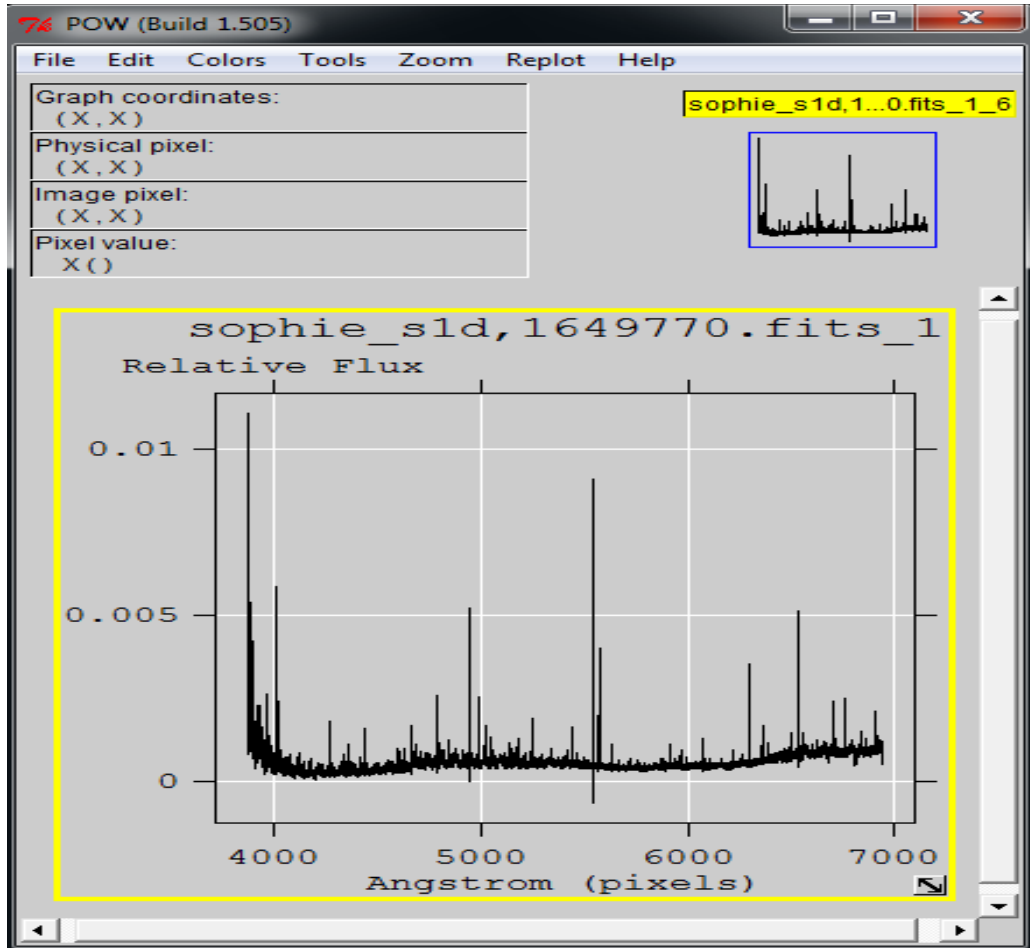 POW (Build 1.505)
File Edit Colors Tools Zoom Replot Help
Graph coordinates:
(X,X)
Physical pixel:
(X,X)
Image pixel:
(X,X)
Pixel value:
X()
sophie_s1d,1...0.fits_1_6
sophie_s1d,1649770.fits_1
Relative Flux
0.01
0.005
0
4000 5000 6000 7000
Angstrom (pixels)